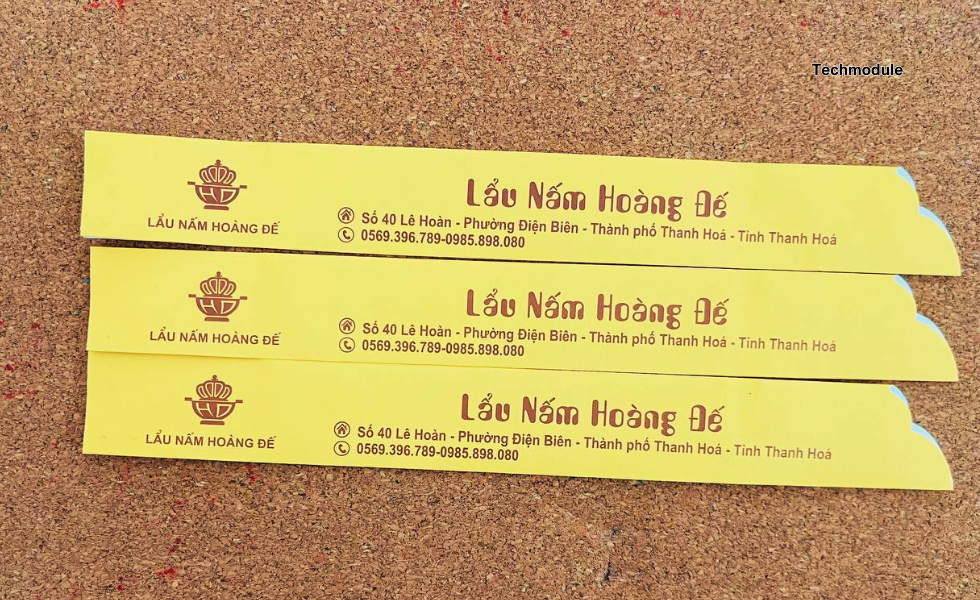 Techmodule
Lẩu Nấm Hoàng Đế
HD
LẨU NẤM HOÀNG ĐẾ
Số 40 Lê Hoàn - Phường Điện Biên - Thành phố Thanh Hoá - Tỉnh Thanh Hoá
0569.396.789-0985.898.080
Lẩu Nấm Hoàng Đế
HD
LẨU NẤM HOÀNG ĐẾ
Số 40 Lê Hoàn - Phường Điện Biên - Thành phố Thanh Hoá - Tỉnh Thanh Hoá
0569.396.789-0985.898.080
Lẩu Nấm Hoàng Đế
HD
LẨU NẤM HOÀNG ĐẾ
Số 40 Lê Hoàn - Phường Điện Biên - Thành phố Thanh Hoá - Tỉnh Thanh Hoá
0569.396.789-0985.898.080